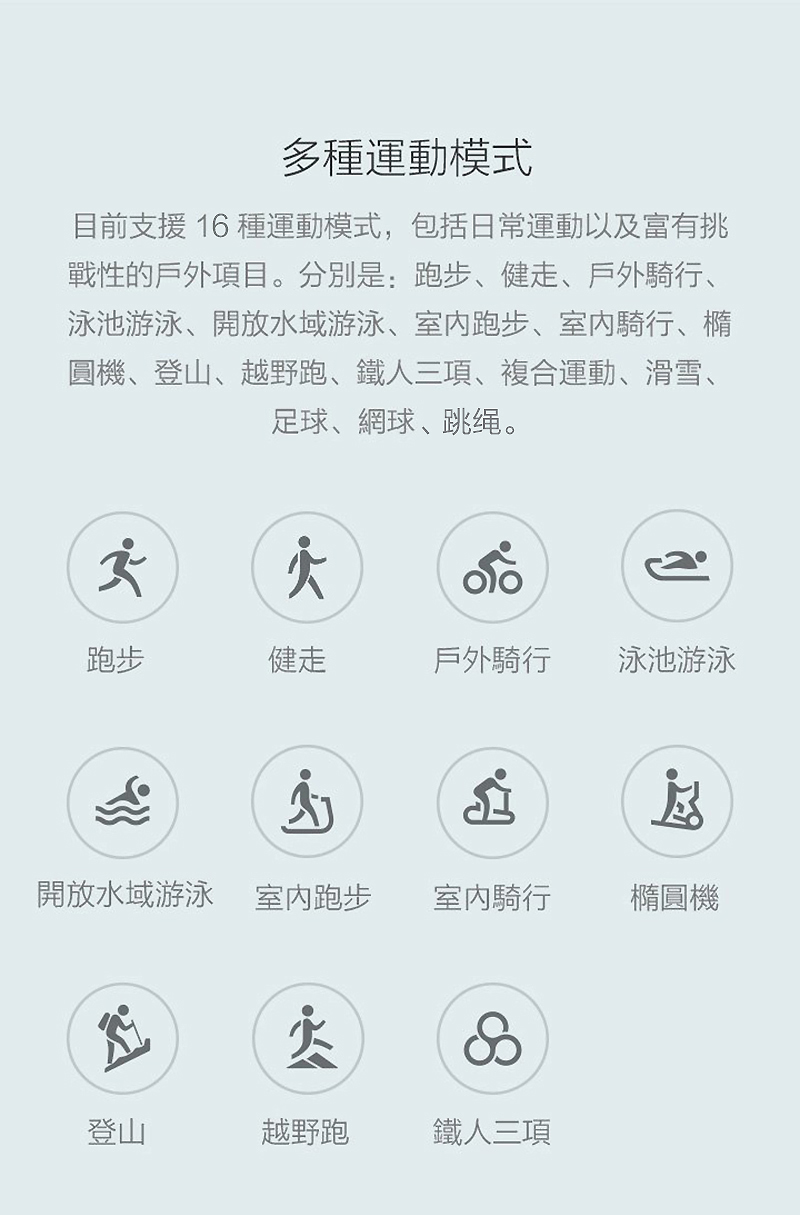 多種運動模式
目前支援 16 種運動模式，包括日常運動以及富有挑
戰性的戶外項目。分別是：跑步、健走、戶外騎行、
泳池游泳、開放水域游泳、室內跑步、室內騎行、橢
圓機、登山、越野跑、鐵人三項、複合運動、滑雪、
足球、網球、跳绳。
跑步
健走
戶外騎行
泳池游泳
開放水域游泳
室內跑步
室內騎行
橢圓機
登山
越野跑
鐵人三項